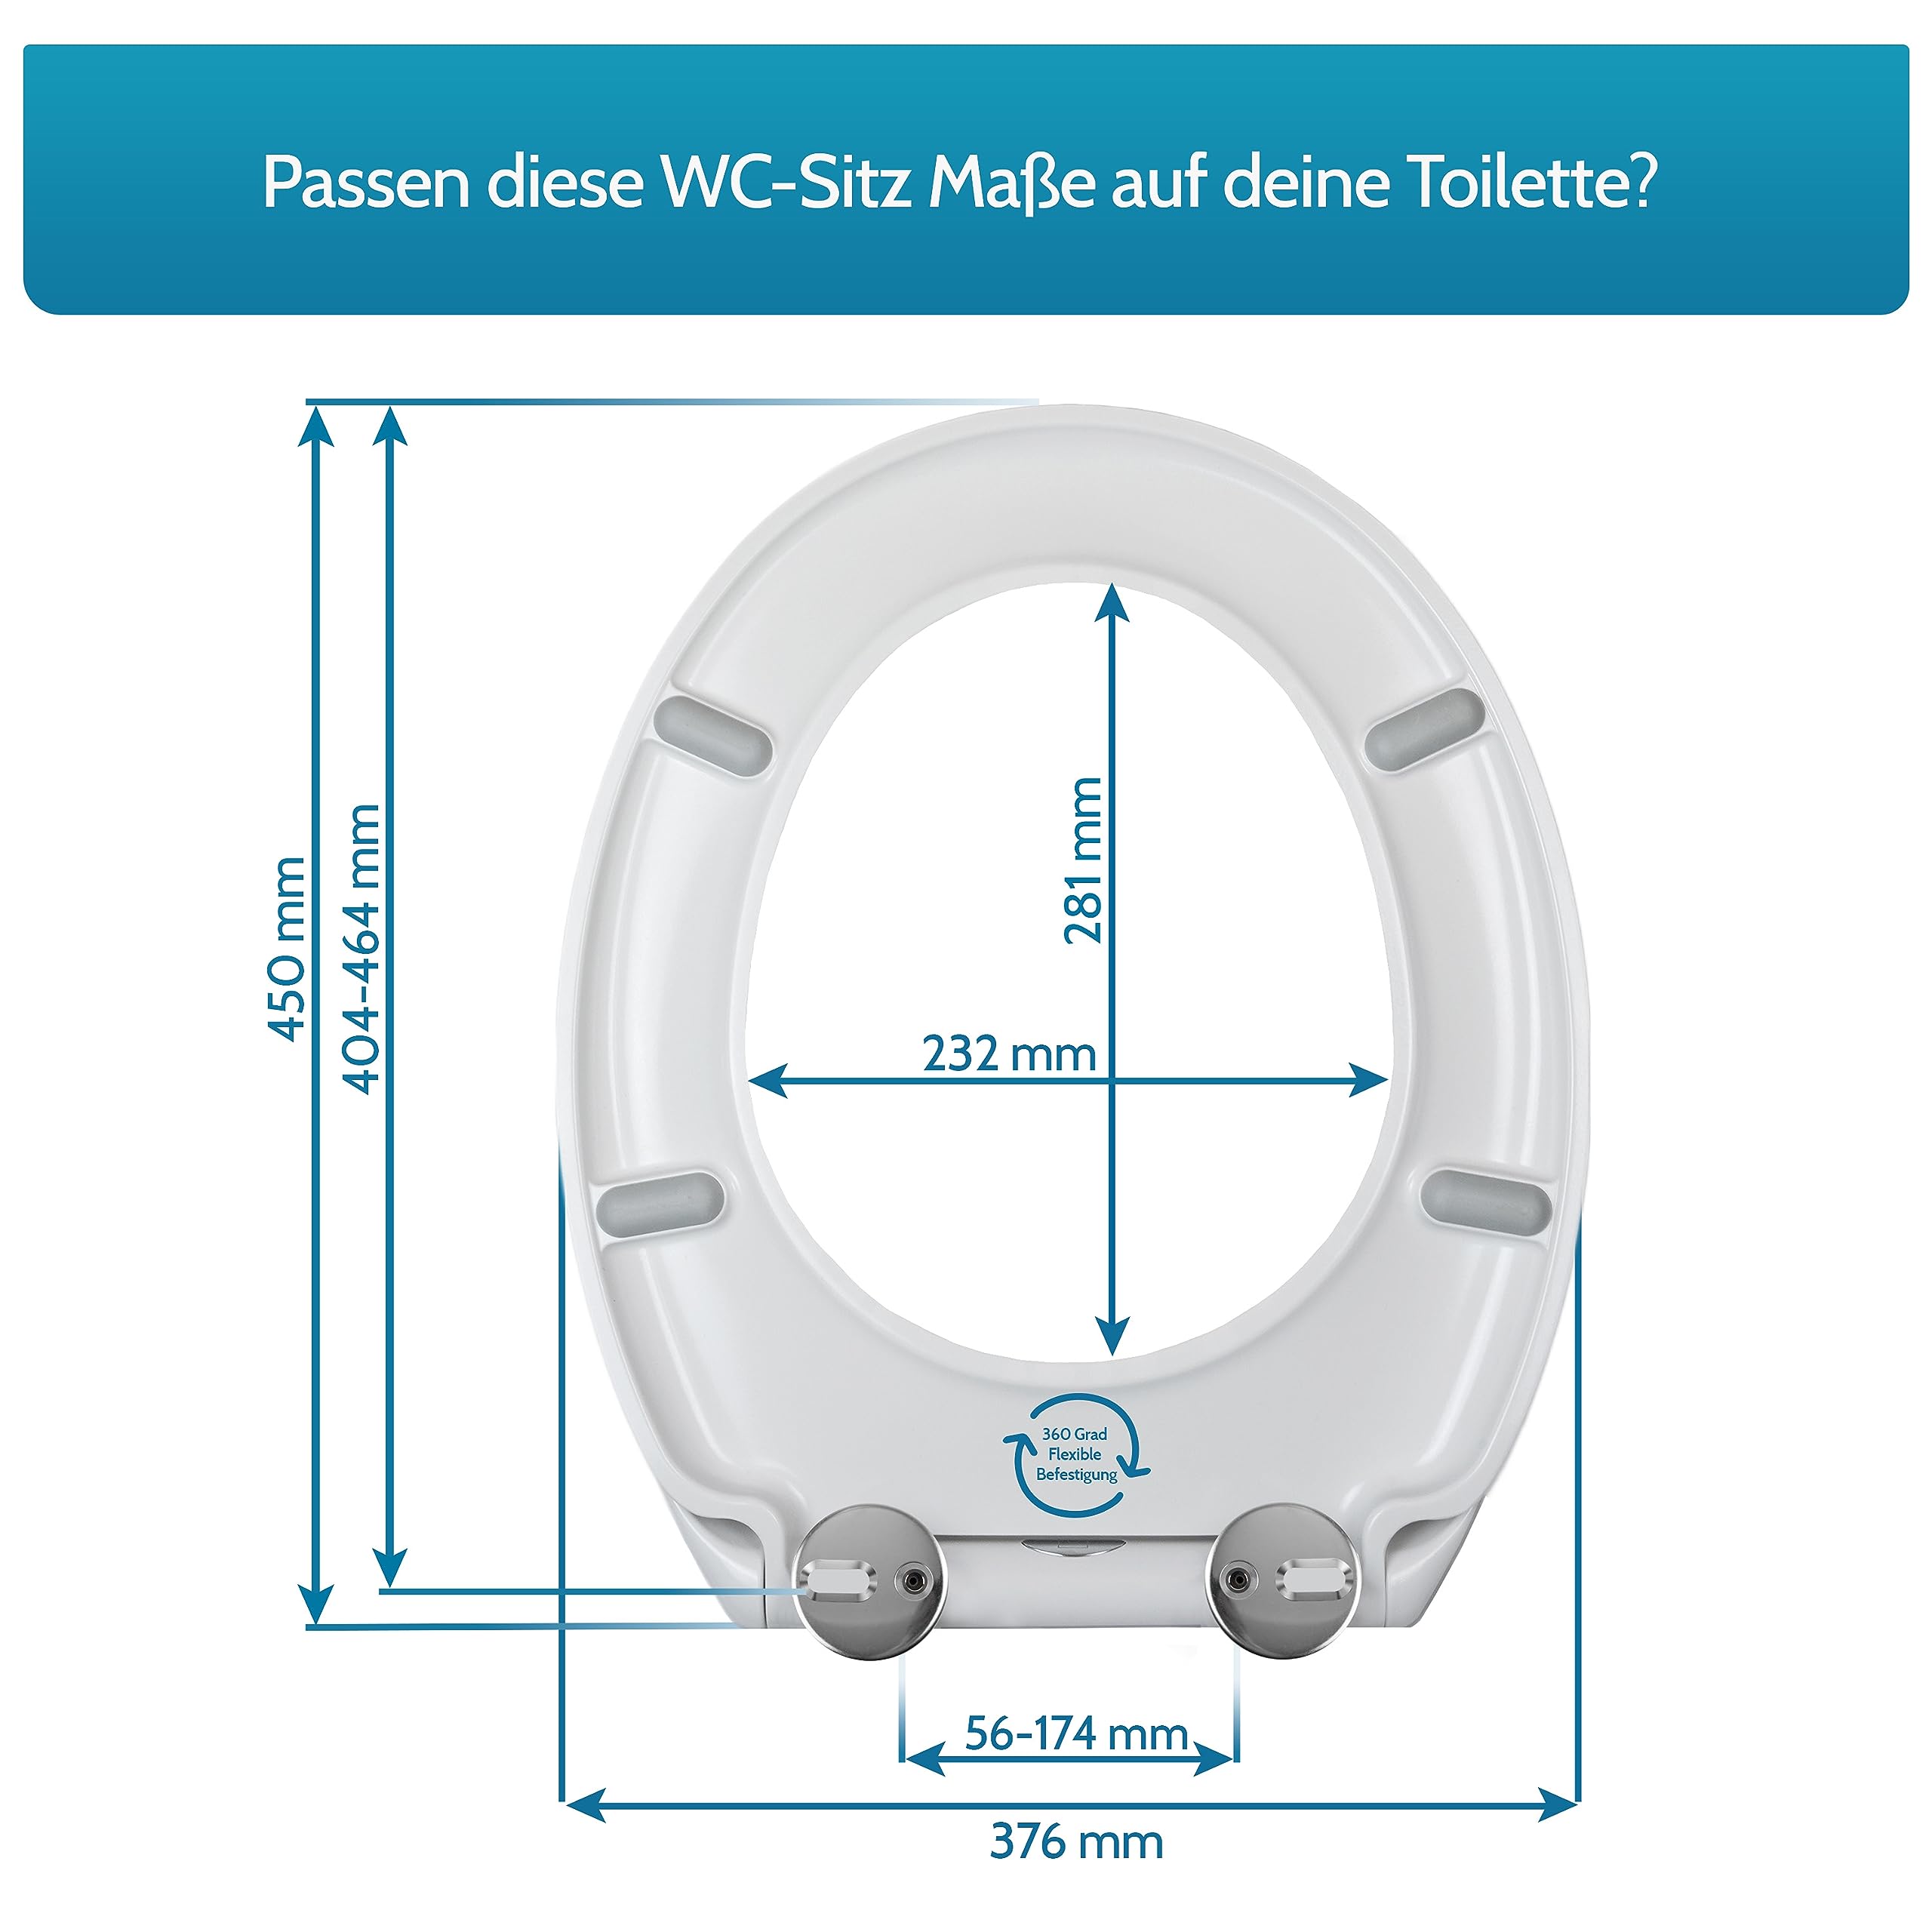 Passen diese WC-Sitz Maße auf deine Toilette?
450 mm
404-464 mm
281 mm
232 mm
360 Grad
Flexible
Befestigung
56-174 mm
376 mm